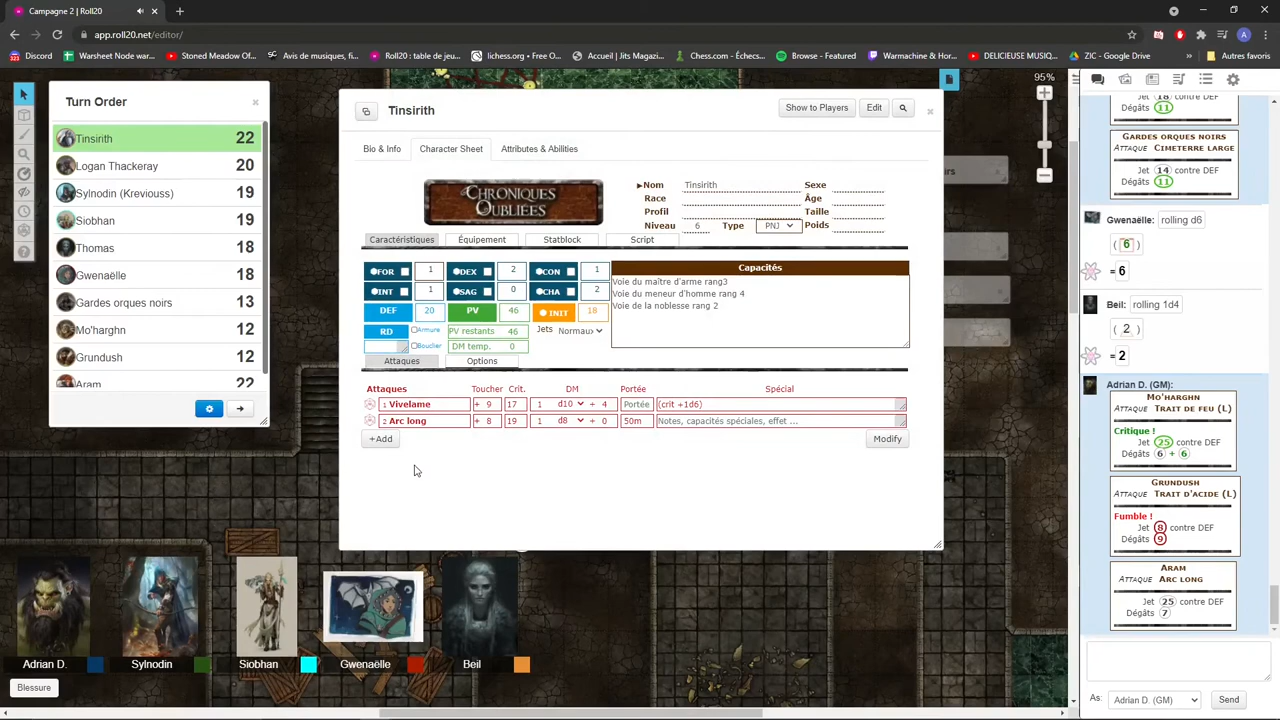 Campagne 2 | Roll20
app.roll20.net/editor/
Discord
Warsheet Node war...
Stoned Meadow Of...
Avis de musiques, fi...
Roll20 : table de jeu...
licheesberg • Free O...
Accueil | Jits Magazi...
Chess.com - Échecs...
Browse - Featured
Warmachine & Hord...
DELICIEUSE MUZIQ...
ZIC - Google Drive
Autres favoris
95%
Turn Order
Tinsirith 22
Logan Thackeray 20
Sylnodin (Kreviouss) 19
Siobhan 19
Thomas 18
Gwenaëlle 18
Gardes orques noirs 13
Mo'harghn 12
Grundush 12
Aram 22
Tinsirith
Show to Players
Edit
Bio & Info
Character Sheet
Attributes & Abilities
Chroniques
Oubliées
Nom Tinsirith Sexe
Race Âge
Profil Taille
Niveau 6 Type PNJ Poids
Caractéristiques Équipement Statblock Script
FOR 1 DEX 2 CON 1
INT 1 SAG 0 CHA 2
DEF 20 PV 46 INIT 18
RD Armure PV restants 46 Jets Normaux
Bouclier DM temp. 0
Capacités
Voie du maître d'arme rang3
Voie du meneur d'homme rang 4
Voie de la noblesse rang 2
Attaques Options
Attaques Toucher Crit. DM Portée Spécial
1 Vivelame + 9 17 1 d10 + 4 Portée (crit +1d6)
2 Arc long + 8 19 1 d8 + 0 50m Notes, capacités spéciales, effet ...
+Add
Modify
Adrian D.
Sylnodin
Siobhan
Gwenaëlle
Beil
Blessure
Jet 18 contre DEF
Dégâts 11
Gardes orques noirs
Attaque Cimeterre large
Jet 14 contre DEF
Dégâts 11
Gwenaëlle: rolling d6
( 6 )
= 6
Beil: rolling 1d4
( 2 )
= 2
Adrian D. (GM):
Mo'harghn
Attaque Trait de feu (L)
Critique !
Jet 25 contre DEF
Dégâts 6 + 6
Grundush
Attaque Trait d'acide (L)
Fumble !
Jet 8 contre DEF
Dégâts 9
Aram
Attaque Arc long
Jet 25 contre DEF
Dégâts 7
As: Adrian D. (GM)
Send